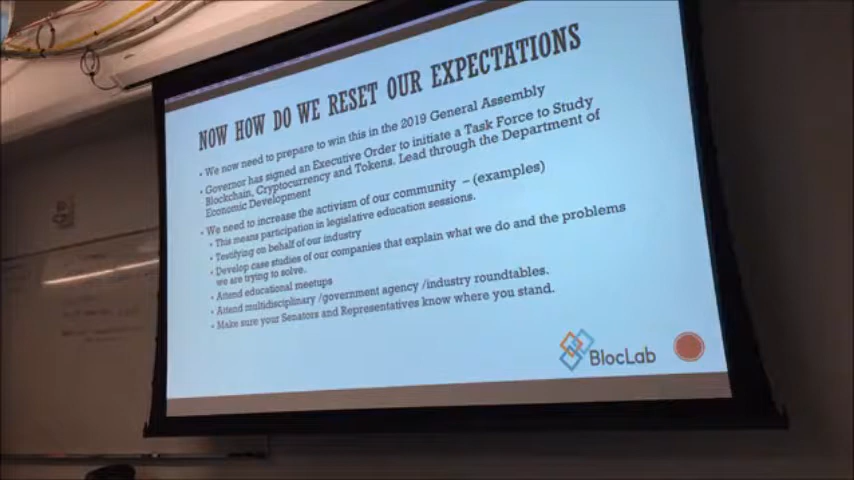 NOW HOW DO WE RESET OUR EXPECTATIONS
• We now need to prepare to win this in the 2019 General Assembly
• Governor has signed an Executive Order to initiate a Task Force to Study
Blockchain, Cryptocurrency and Tokens. Lead through the Department of
Economic Development
• We need to increase the activism of our community – (examples)
• This means participation in legislative education sessions.
• Testifying on behalf of our industry
• Develop case studies of our companies that explain what we do and the problems
we are trying to solve.
• Attend educational meetups
• Attend multidisciplinary /government agency /industry roundtables.
• Make sure your Senators and Representatives know where you stand.
BlocLab